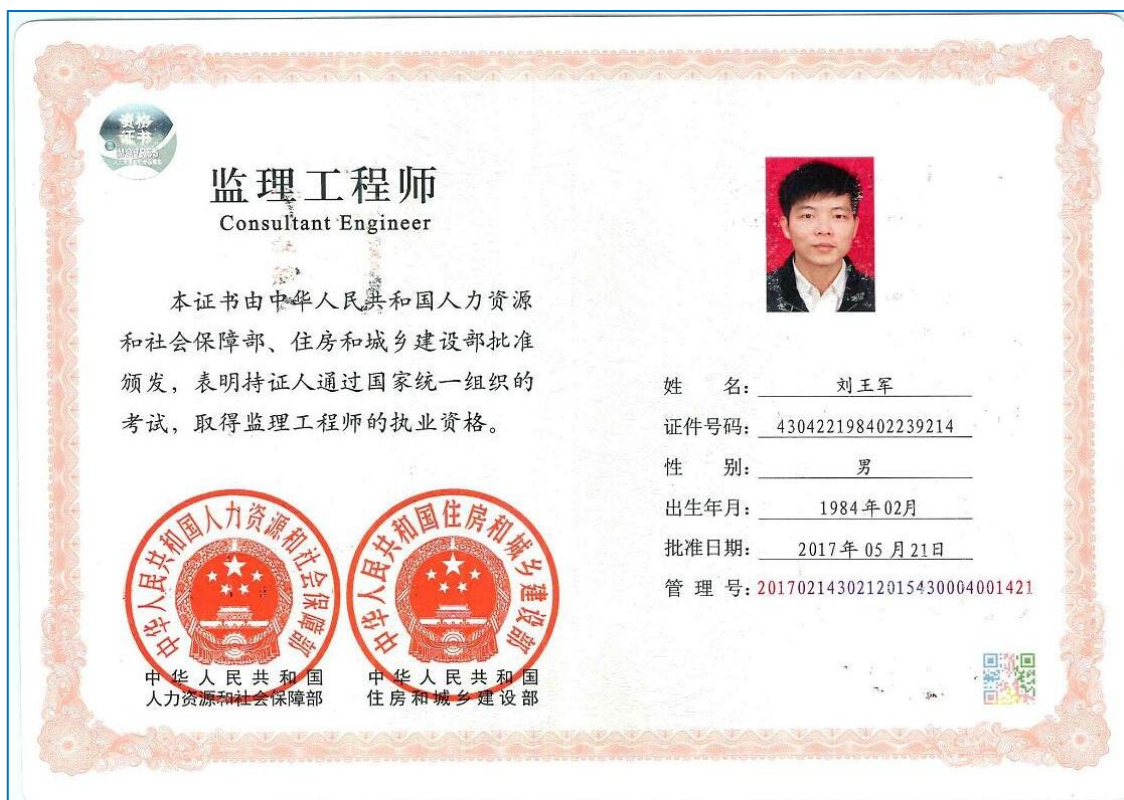 资格
证书
MOHRSS
监理工程师
Consultant Engineer
本证书由中华人民共和国人力资源
和社会保障部、住房和城乡建设部批准
颁发，表明持证人通过国家统一组织的
考试，取得监理工程师的执业资格。
中华人民共和国人力资源和社会保障部
中华人民共和国住房和城乡建设部
中华人民共和国
人力资源和社会保障部
中华人民共和国
住房和城乡建设部
姓 名：刘王军
证件号码：430422198402239214
性 别：男
出生年月：1984年02月
批准日期：2017年05月21日
管 理 号：2017021430212015430004001421